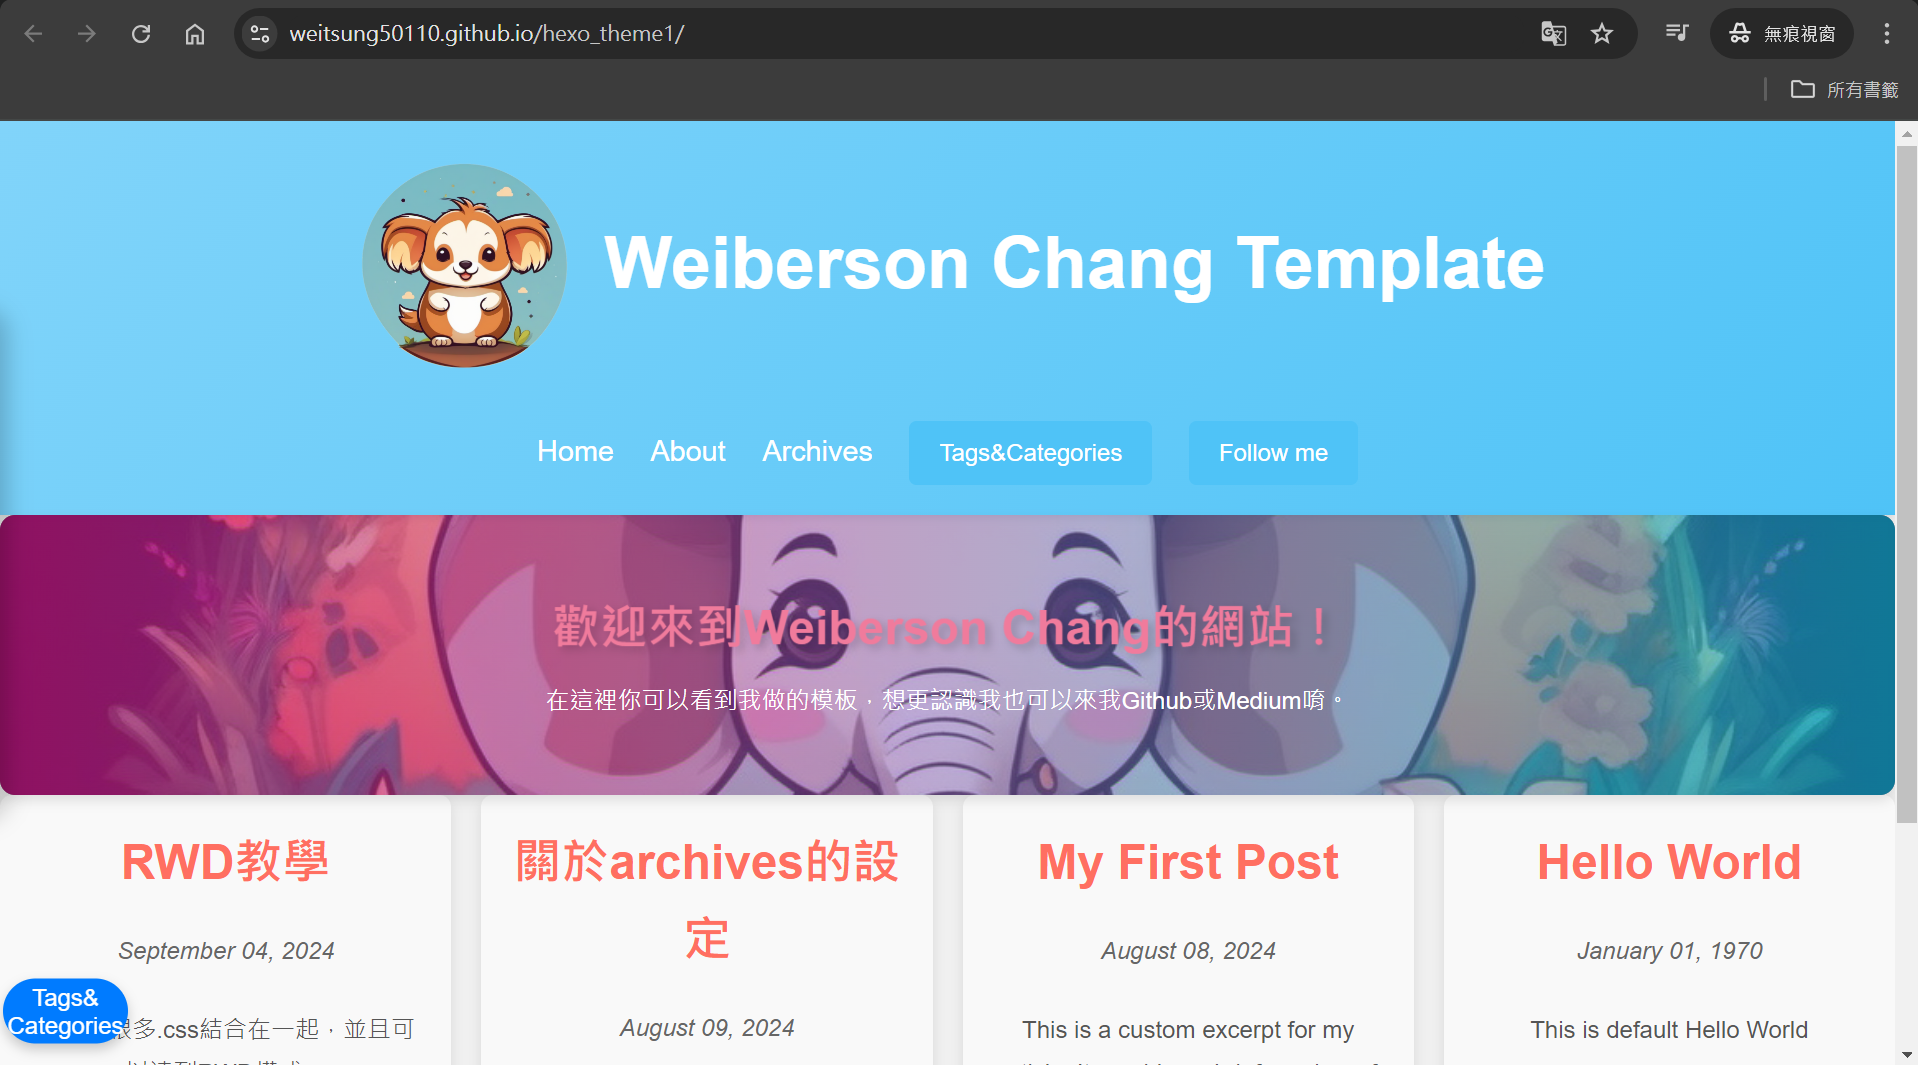 weitsung50110.github.io/hexo_theme1/
無痕視窗
所有書籤
Weiberson Chang Template
Home About Archives Tags&Categories Follow me
歡迎來到Weiberson Chang的網站！
在這裡你可以看到我做的模板，想更認識我也可以來我Github或Medium唷。
RWD教學
September 04, 2024
很多.css結合在一起，並且可
關於archives的設
定
August 09, 2024
My First Post
August 08, 2024
This is a custom excerpt for my
Hello World
January 01, 1970
This is default Hello World
Tags&
Categories